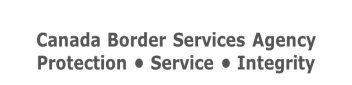 Canada Border Services Agency
Protection • Service • Integrity